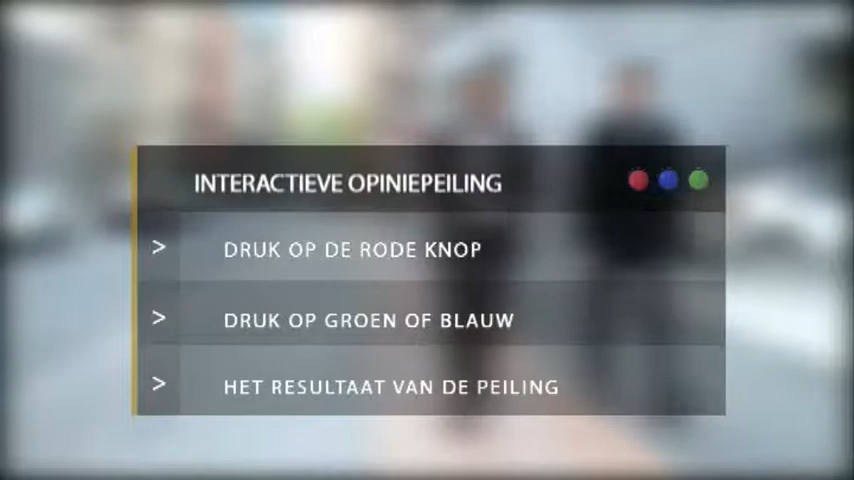 INTERACTIEVE OPINIEPEILING
> DRUK OP DE RODE KNOP
> DRUK OP GROEN OF BLAUW
> HET RESULTAAT VAN DE PEILING